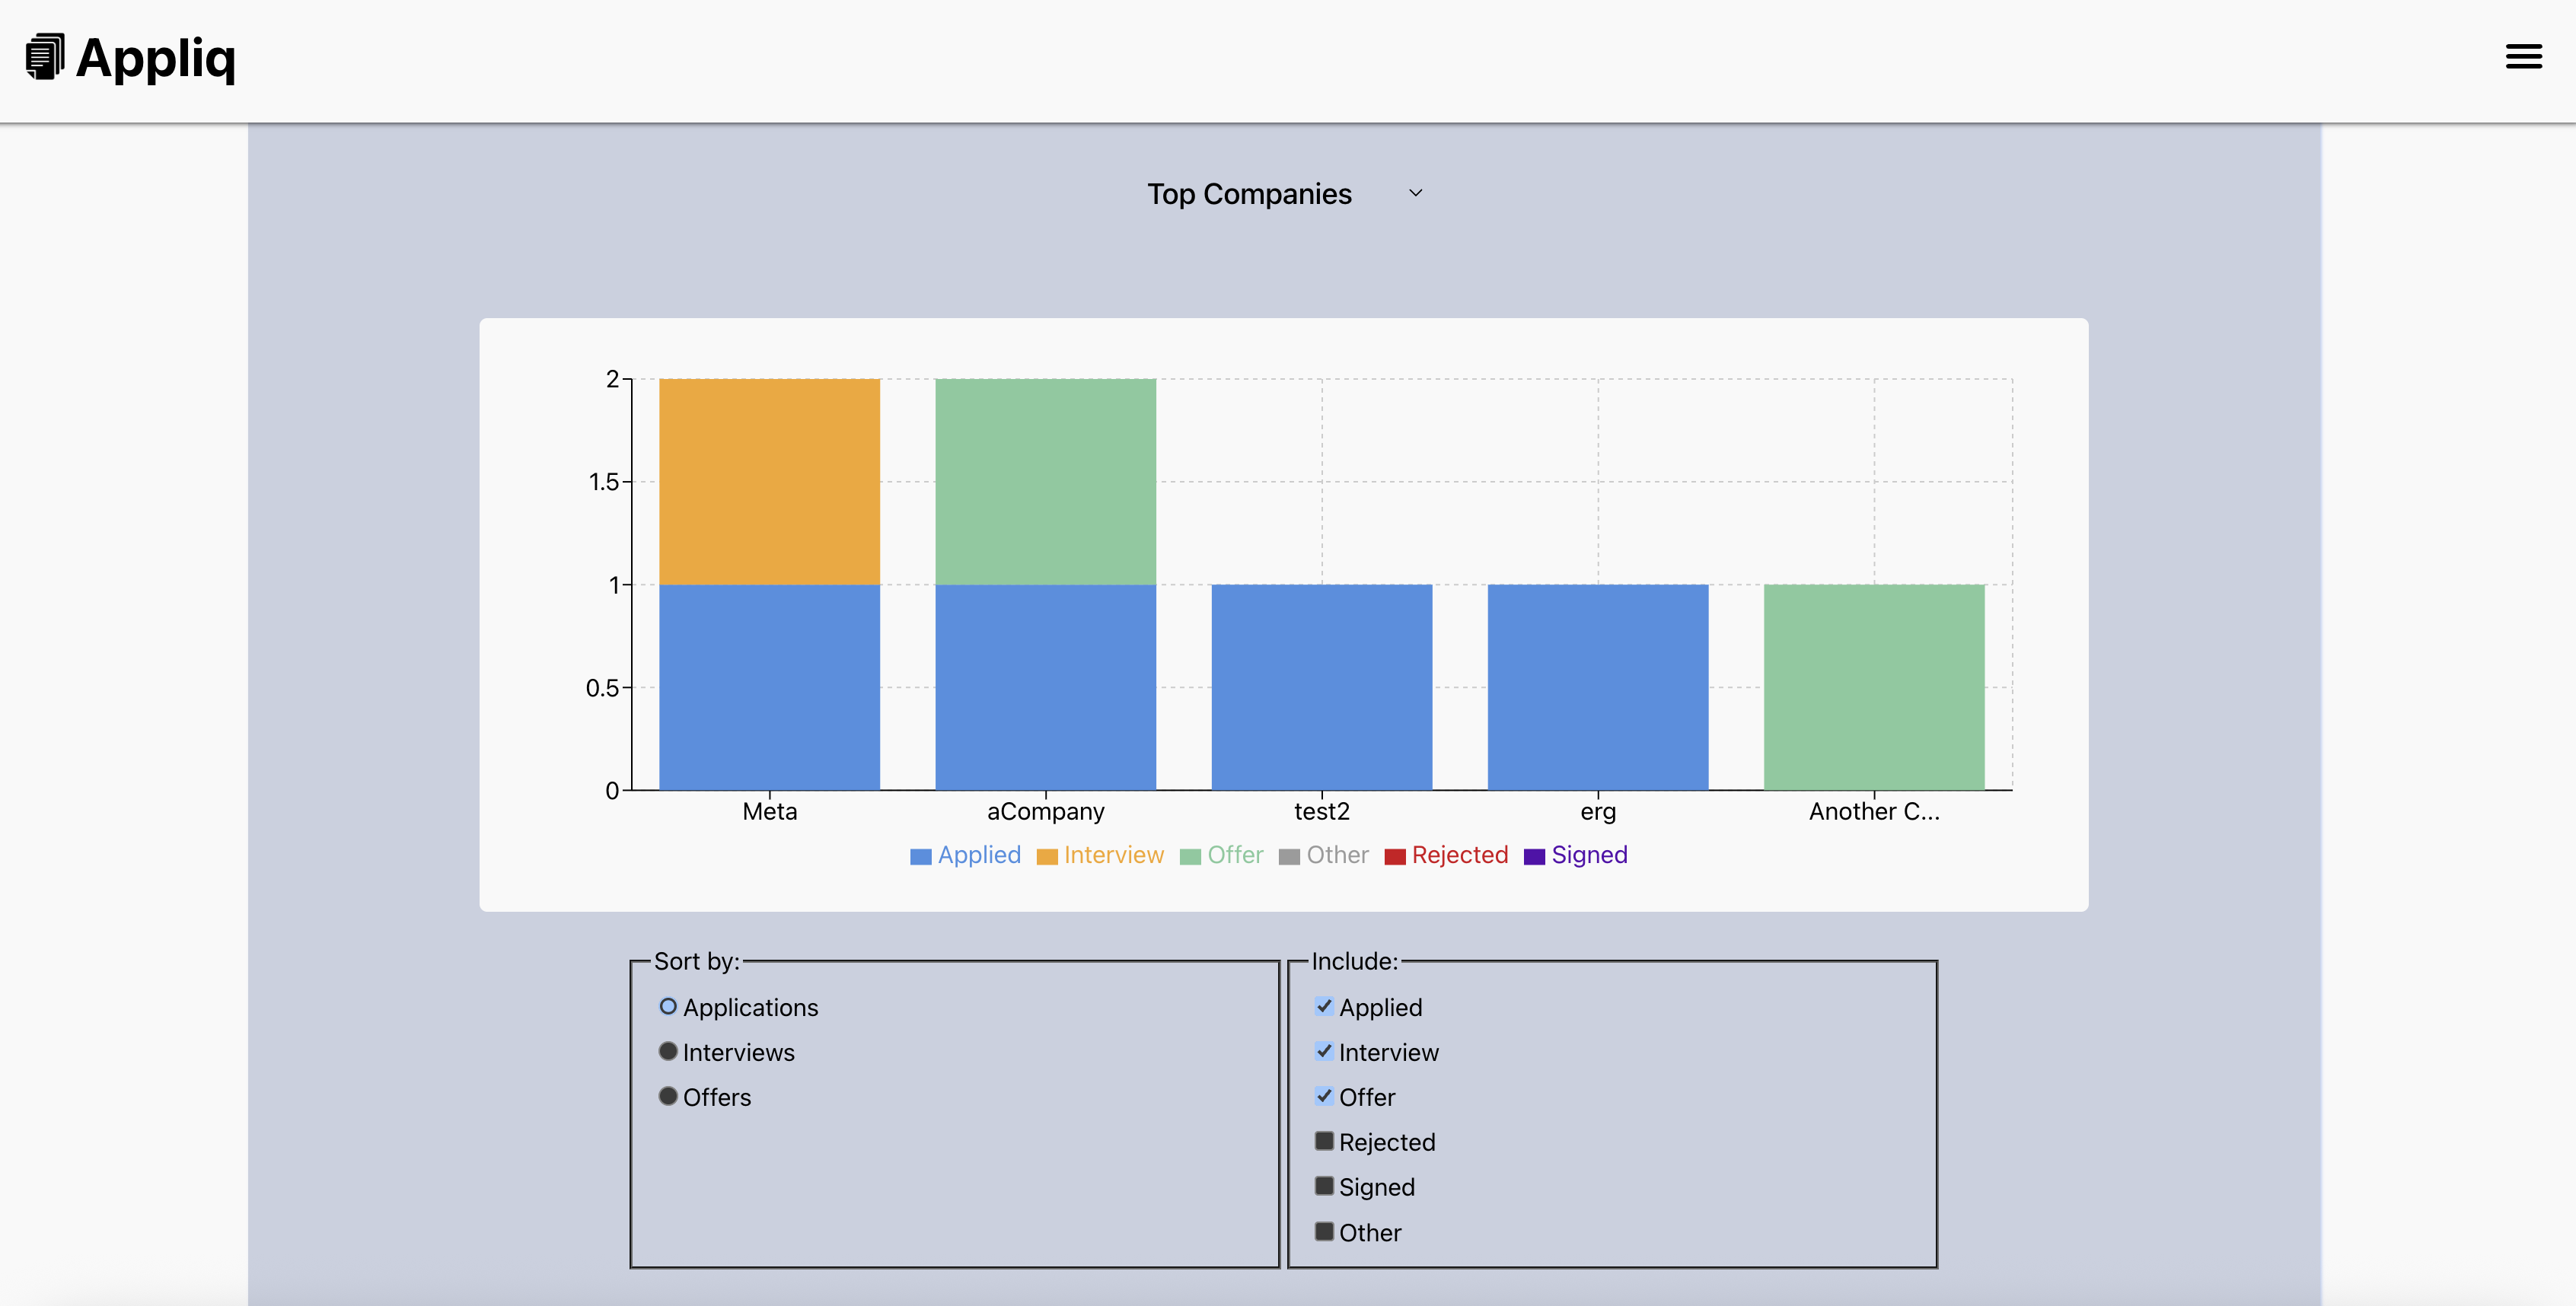 Appliq
Top Companies
2
1.5
1
0.5
0
Meta aCompany test2 erg Another C...
Applied Interview Offer Other Rejected Signed
Sort by:
Applications
Interviews
Offers
Include:
Applied
Interview
Offer
Rejected
Signed
Other